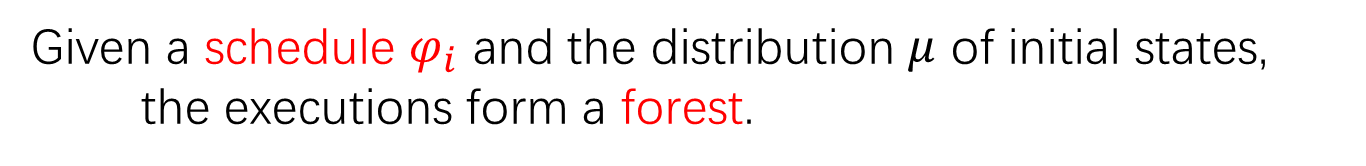 Given a schedule φᵢ and the distribution μ of initial states,
the executions form a forest.